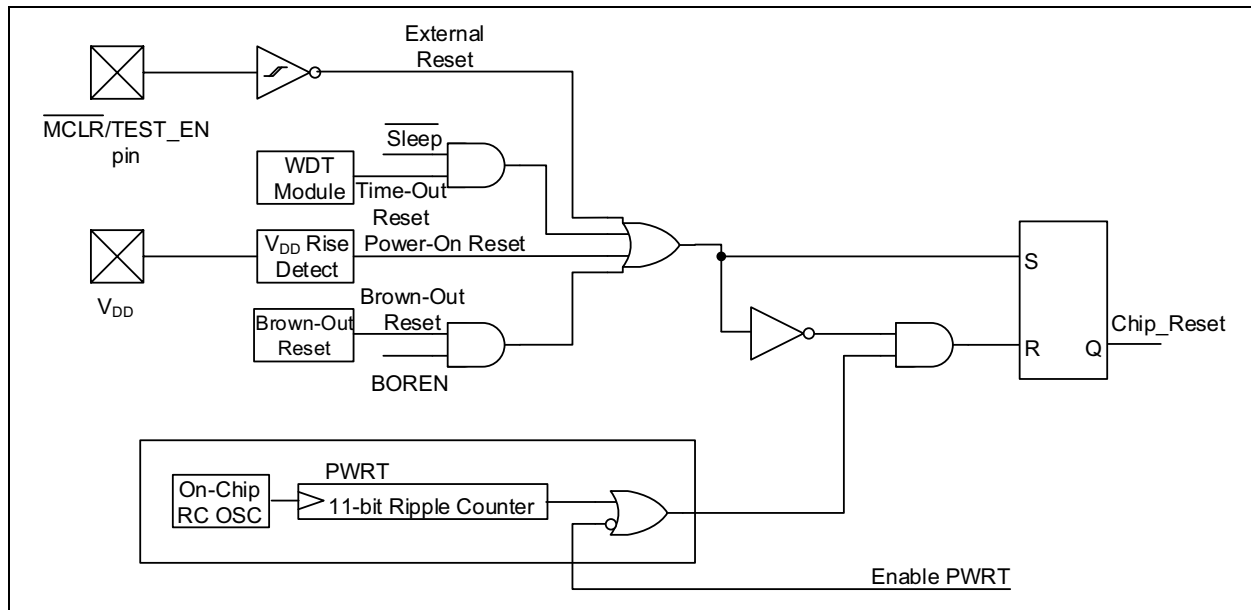 External
Reset
MCLR/TEST_EN
pin
Sleep
WDT
Module
Time-Out
Reset
VDD Rise
Detect
Power-On Reset
VDD
Brown-Out
Reset
Brown-Out
Reset
BOREN
S
R
Q
Chip_Reset
PWRT
On-Chip
RC OSC
11-bit Ripple Counter
Enable PWRT